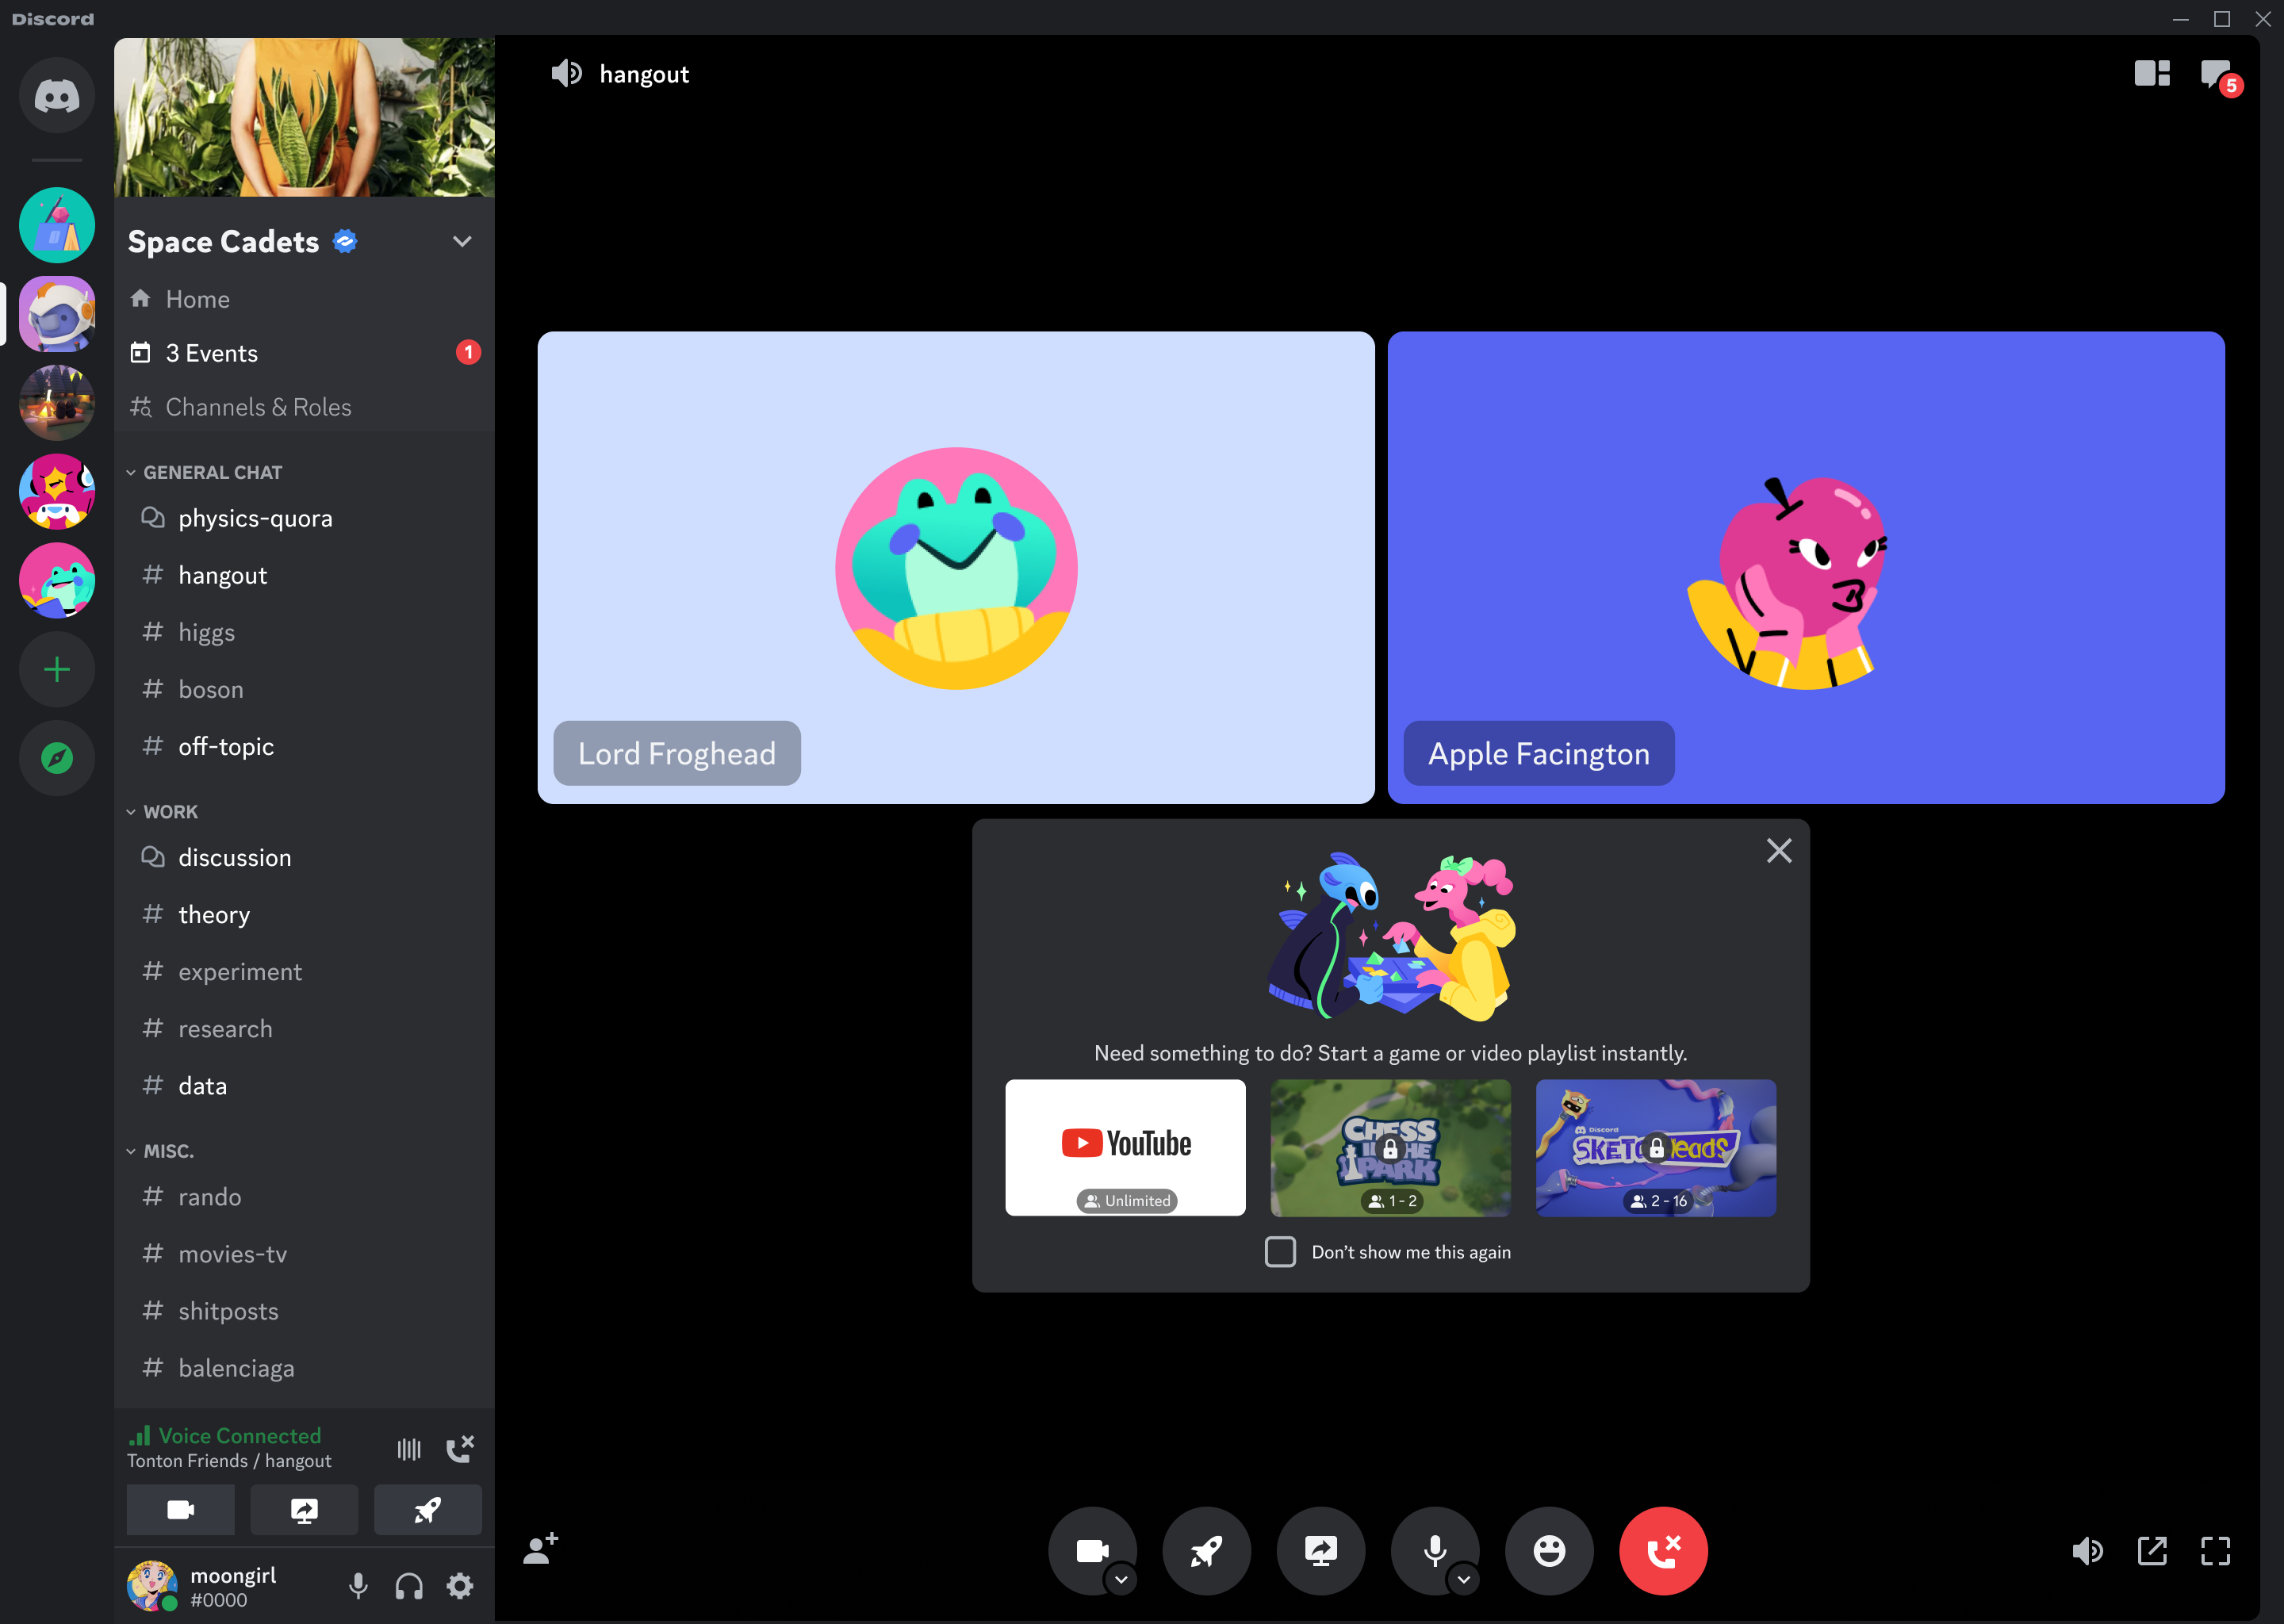 Discord
Space Cadets
Home
3 Events
1
Channels & Roles
GENERAL CHAT
physics-quora
hangout
higgs
boson
off-topic
WORK
discussion
theory
experiment
research
data
MISC.
rando
movies-tv
shitposts
balenciaga
Voice Connected
Tonton Friends / hangout
moongirl
#0000
hangout
5
Lord Froghead
Apple Facington
Need something to do? Start a game or video playlist instantly.
YouTube
Unlimited
CHESS
IN THE
PARK
1 - 2
Discord
SKETCH Heads
2 - 16
Don’t show me this again